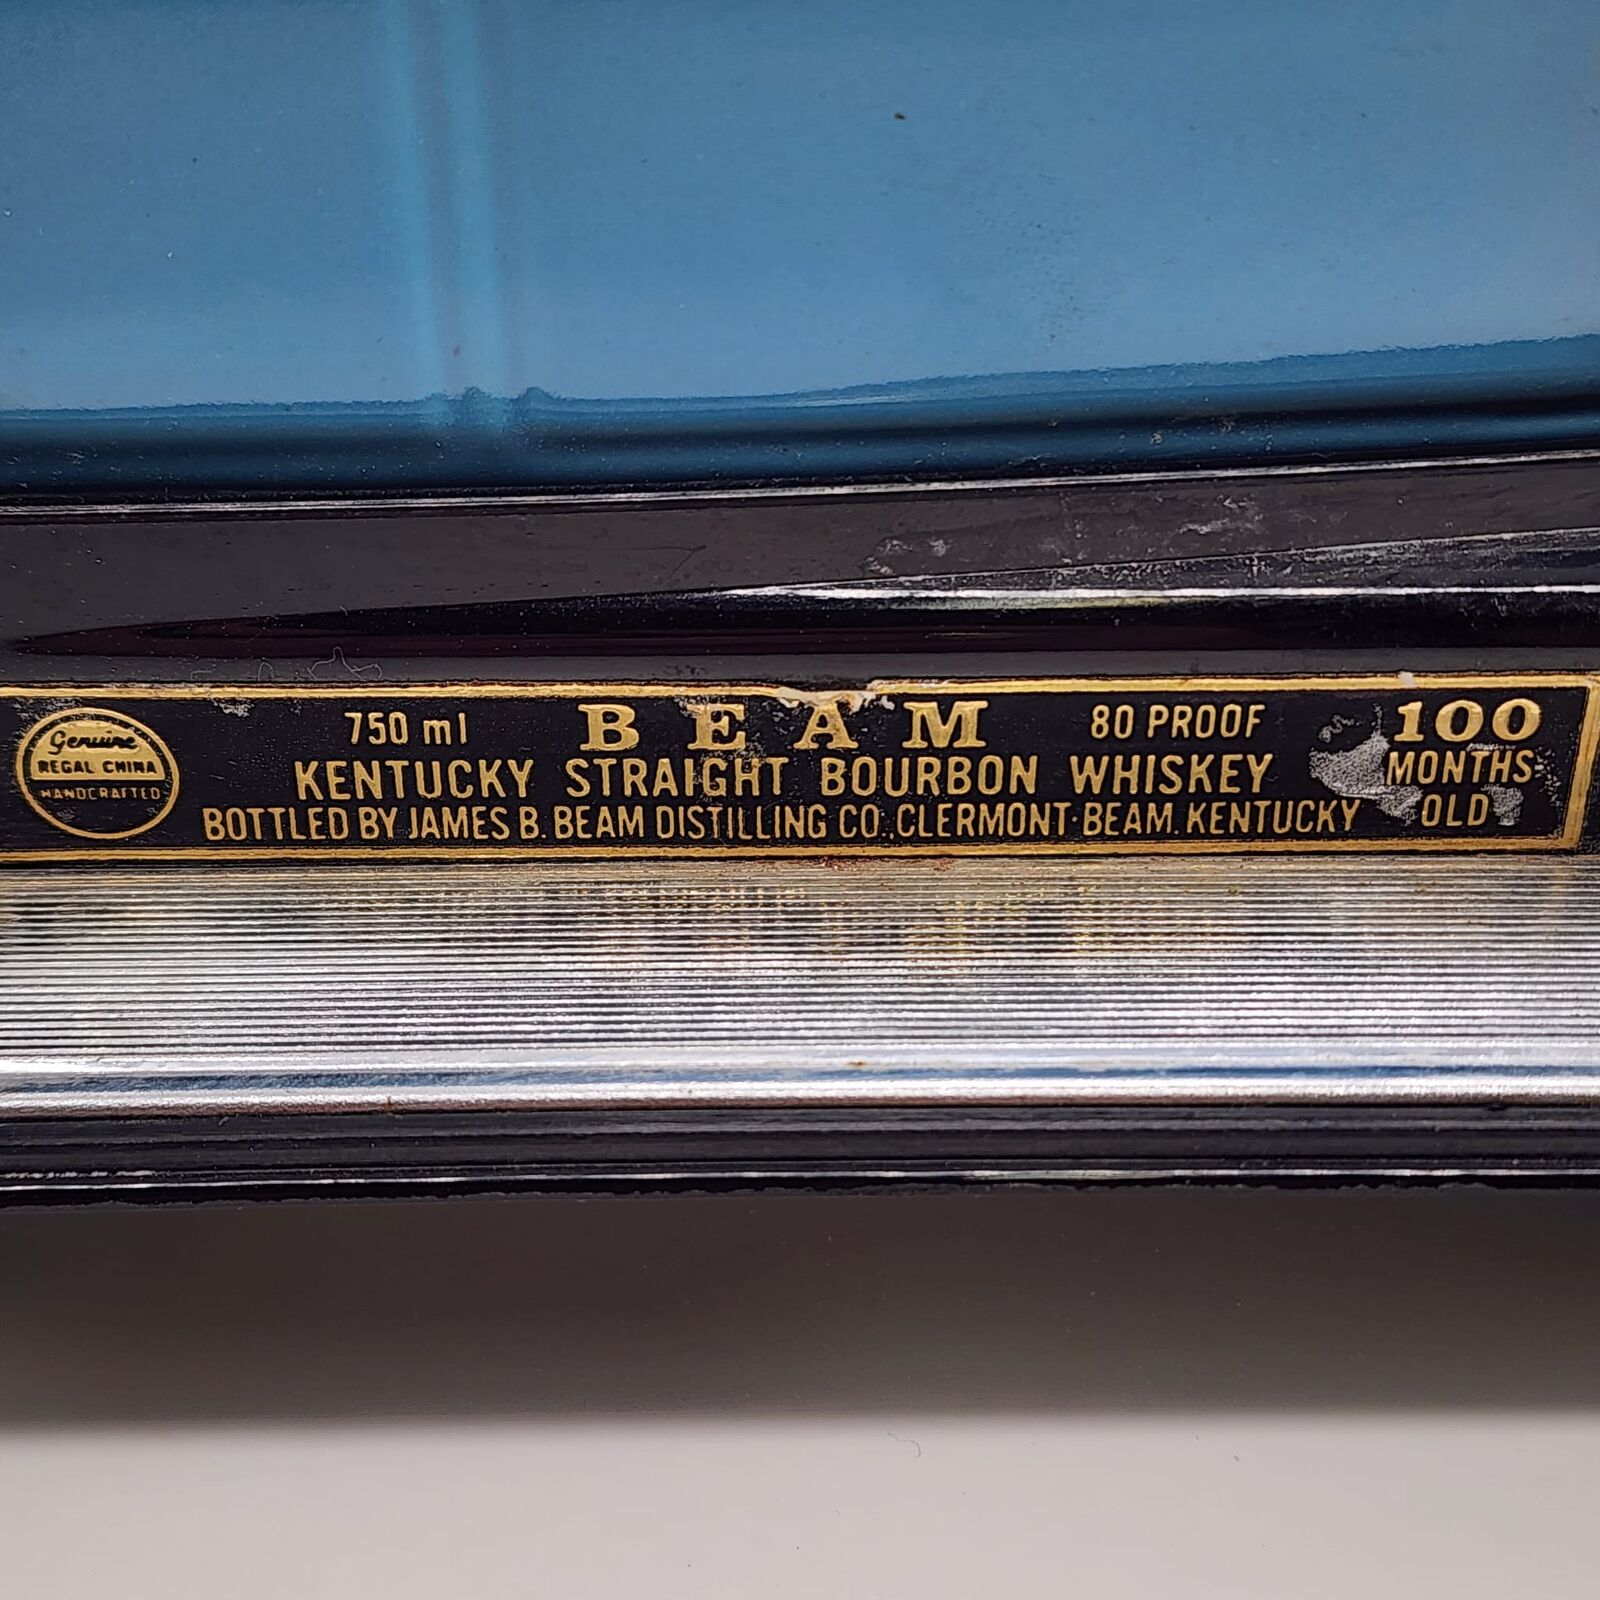 Genuine
REGAL CHINA
HANDCRAFTED
750 ml BEAM 80 PROOF
KENTUCKY STRAIGHT BOURBON WHISKEY
BOTTLED BY JAMES B. BEAM DISTILLING CO., CLERMONT·BEAM, KENTUCKY
100
MONTHS
OLD